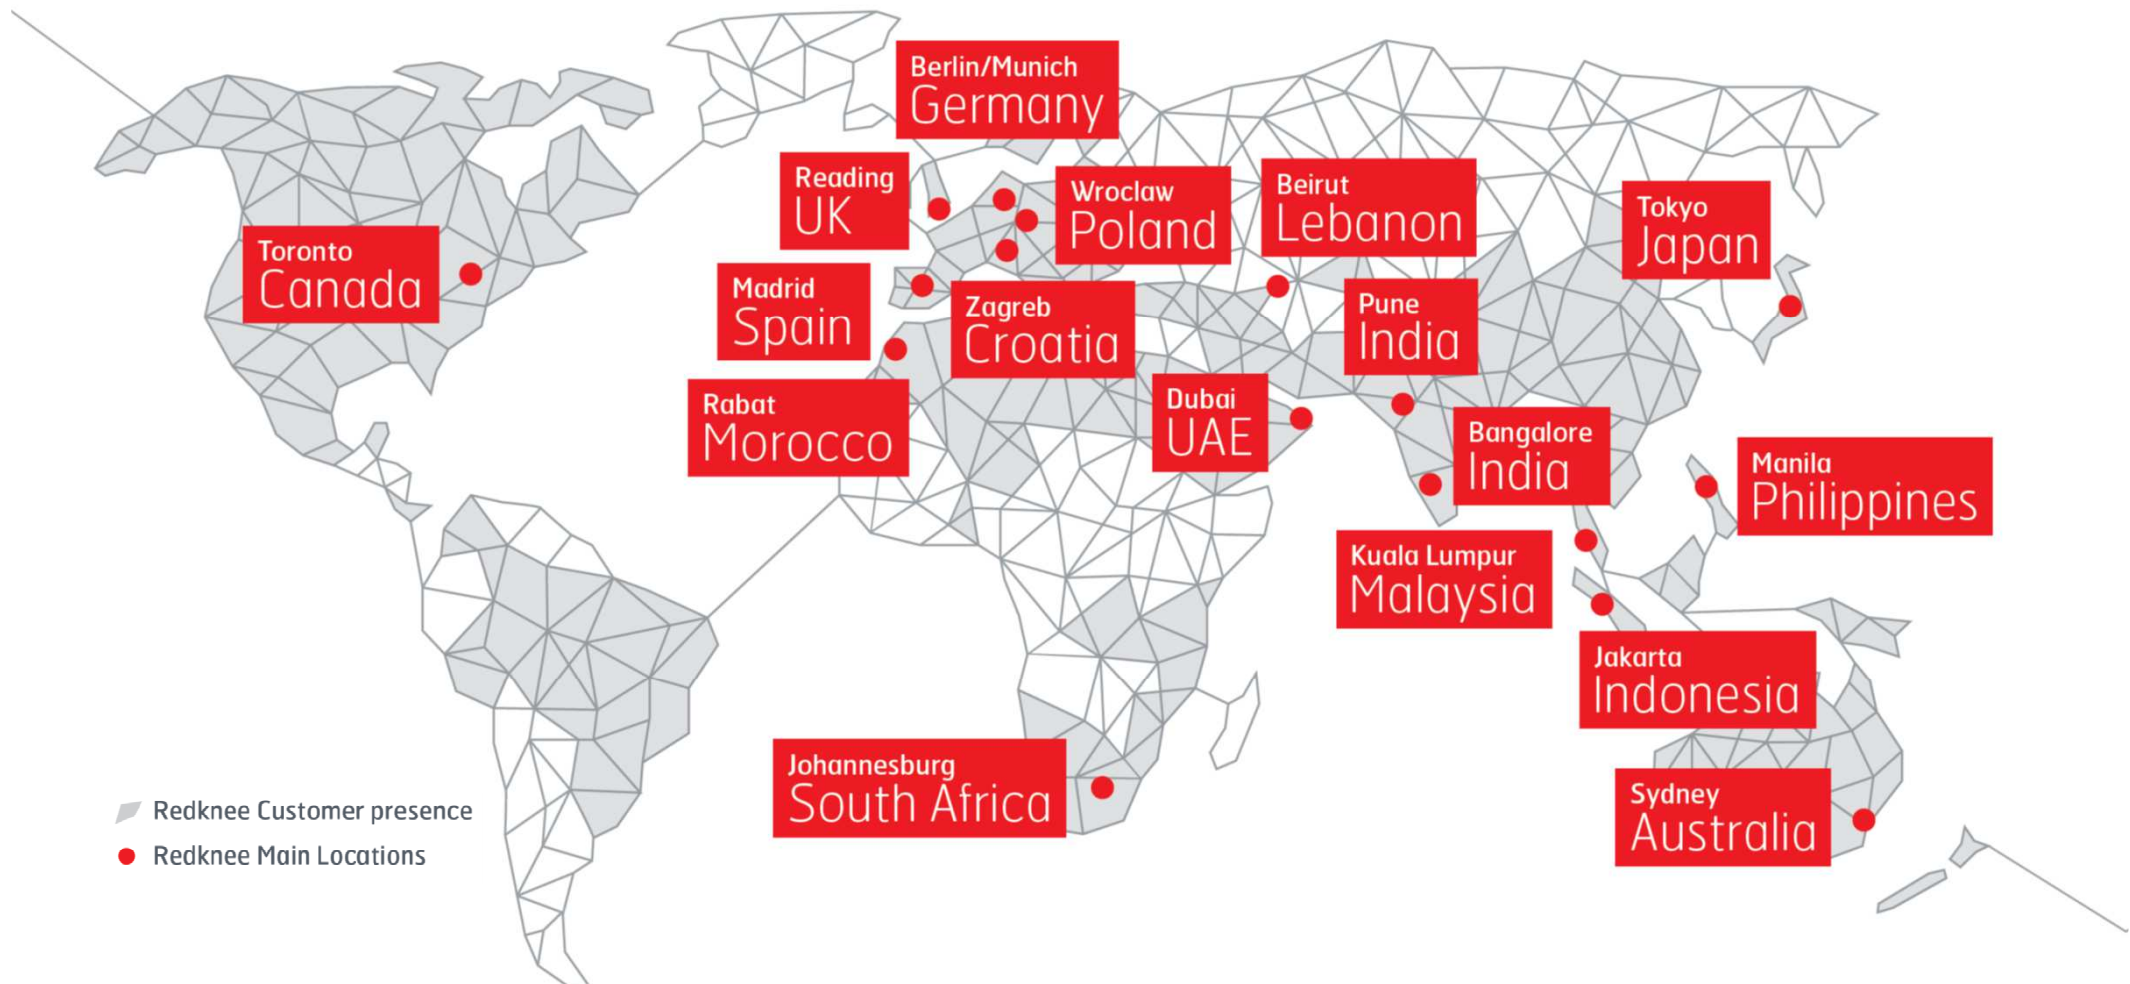 Berlin/Munich
Germany
Reading
UK
Wroclaw
Poland
Beirut
Lebanon
Tokyo
Japan
Toronto
Canada
Madrid
Spain
Zagreb
Croatia
Pune
India
Rabat
Morocco
Dubai
UAE
Bangalore
India
Manila
Philippines
Kuala Lumpur
Malaysia
Jakarta
Indonesia
Johannesburg
South Africa
Sydney
Australia
Redknee Customer presence
Redknee Main Locations